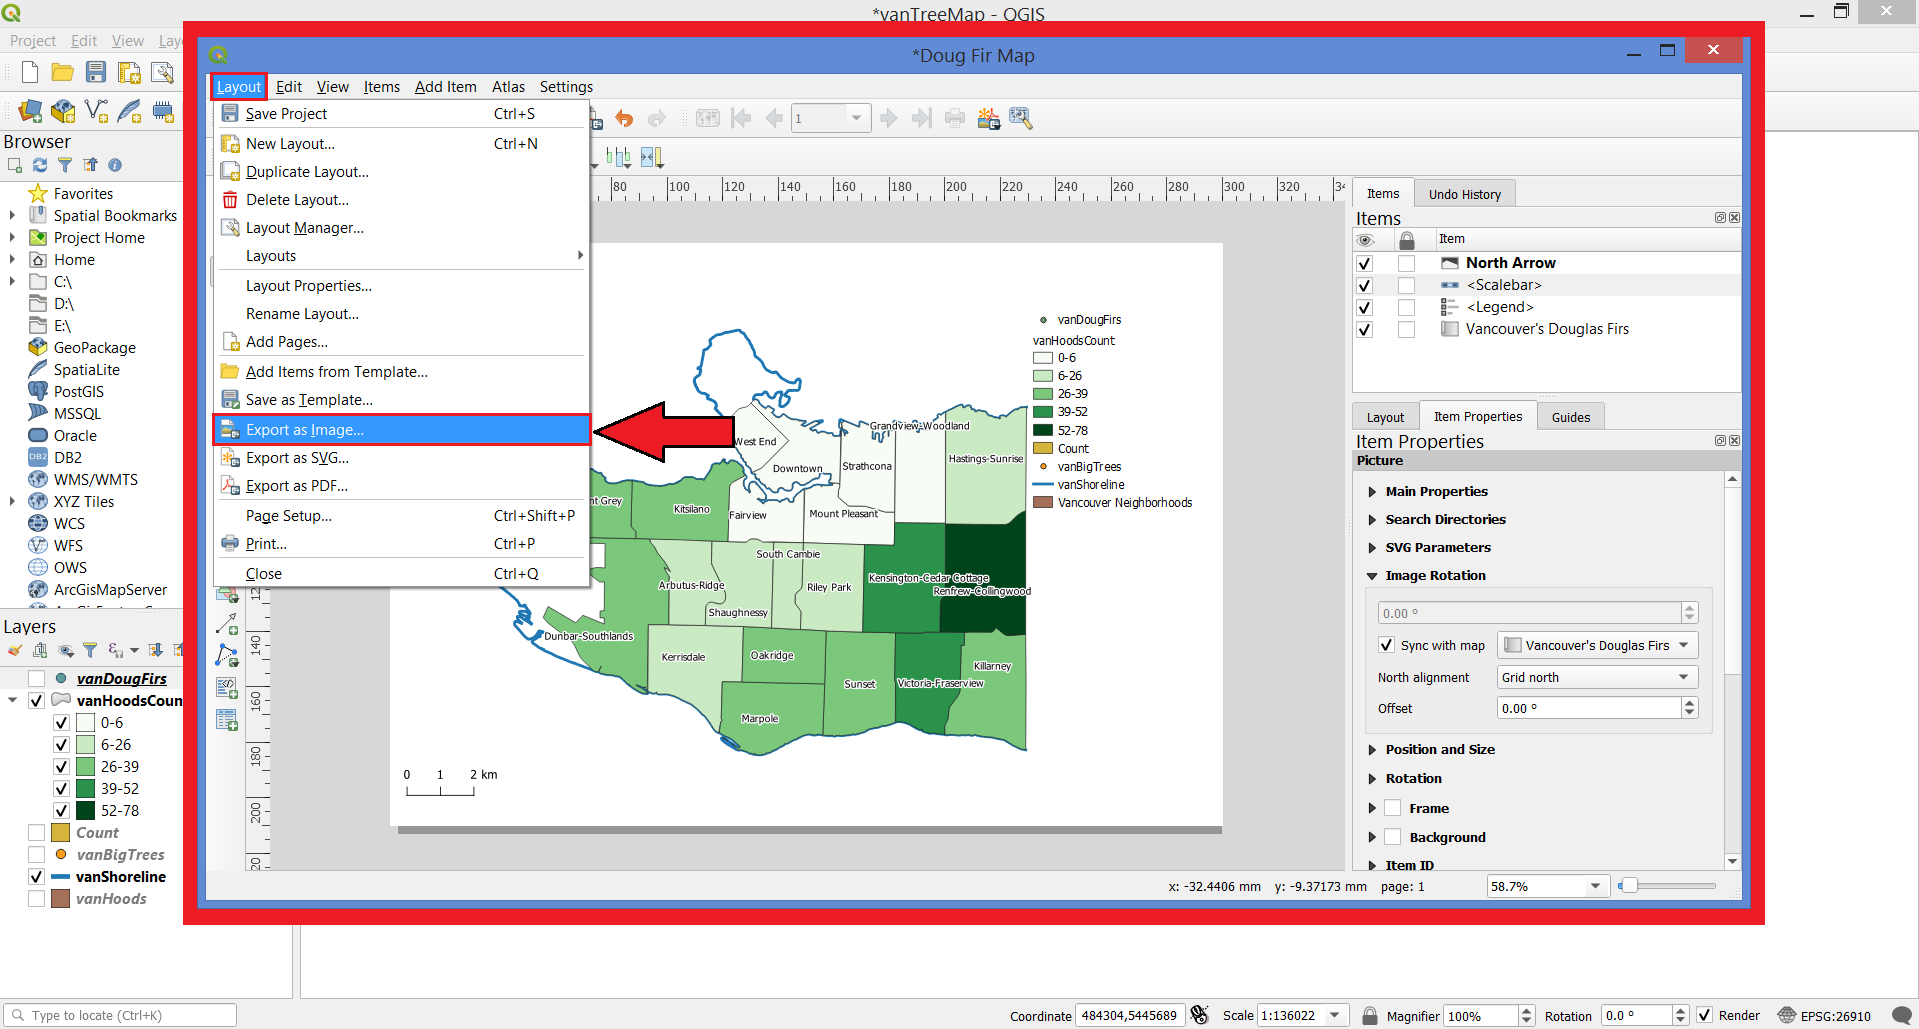 *vanTreeMap - QGIS
Project Edit View
*Doug Fir Map
Layout Edit View Items Add Item Atlas Settings
Save Project Ctrl+S
New Layout... Ctrl+N
Duplicate Layout...
Delete Layout...
Layout Manager...
Layouts
Layout Properties...
Rename Layout...
Add Pages...
Add Items from Template...
Save as Template...
Export as Image...
Export as SVG...
Export as PDF...
Page Setup... Ctrl+Shift+P
Print... Ctrl+P
Close Ctrl+Q
1
Browser
Favorites
Spatial Bookmarks
Project Home
Home
C:\
D:\
E:\
GeoPackage
SpatiaLite
PostGIS
MSSQL
Oracle
DB2
WMS/WMTS
XYZ Tiles
WCS
WFS
OWS
ArcGisMapServer
Layers
vanDougFirs
vanHoodsCoun
0-6
6-26
26-39
39-52
52-78
Count
vanBigTrees
vanShoreline
vanHoods
80 100 120 140 160 180 200 220 240 260 280 300 320
140
160
180
200
vanDougFirs
vanHoodsCount
0-6
6-26
26-39
39-52
52-78
Count
vanBigTrees
vanShoreline
Vancouver Neighborhoods
West End
Downtown
Strathcona
Grandview-Woodland
Hastings-Sunrise
nt Grey
Kitsilano
Fairview
Mount Pleasant
South Cambie
Arbutus-Ridge
Riley Park
Kensington-Cedar Cottage
Renfrew-Collingwood
Shaughnessy
Dunbar-Southlands
Kerrisdale
Oakridge
Killarney
Sunset
Victoria-Fraserview
Marpole
0 1 2 km
Items Undo History
Items
Item
North Arrow
<Scalebar>
<Legend>
Vancouver's Douglas Firs
Layout Item Properties Guides
Item Properties
Picture
Main Properties
Search Directories
SVG Parameters
Image Rotation
0.00 °
Sync with map Vancouver's Douglas Firs
North alignment Grid north
Offset 0.00 °
Position and Size
Rotation
Frame
Background
Item ID
x: -32.4406 mm y: -9.37173 mm page: 1 58.7%
Type to locate (Ctrl+K)
Coordinate 484304,5445689 Scale 1:136022 Magnifier 100% Rotation 0.0 ° Render EPSG:26910